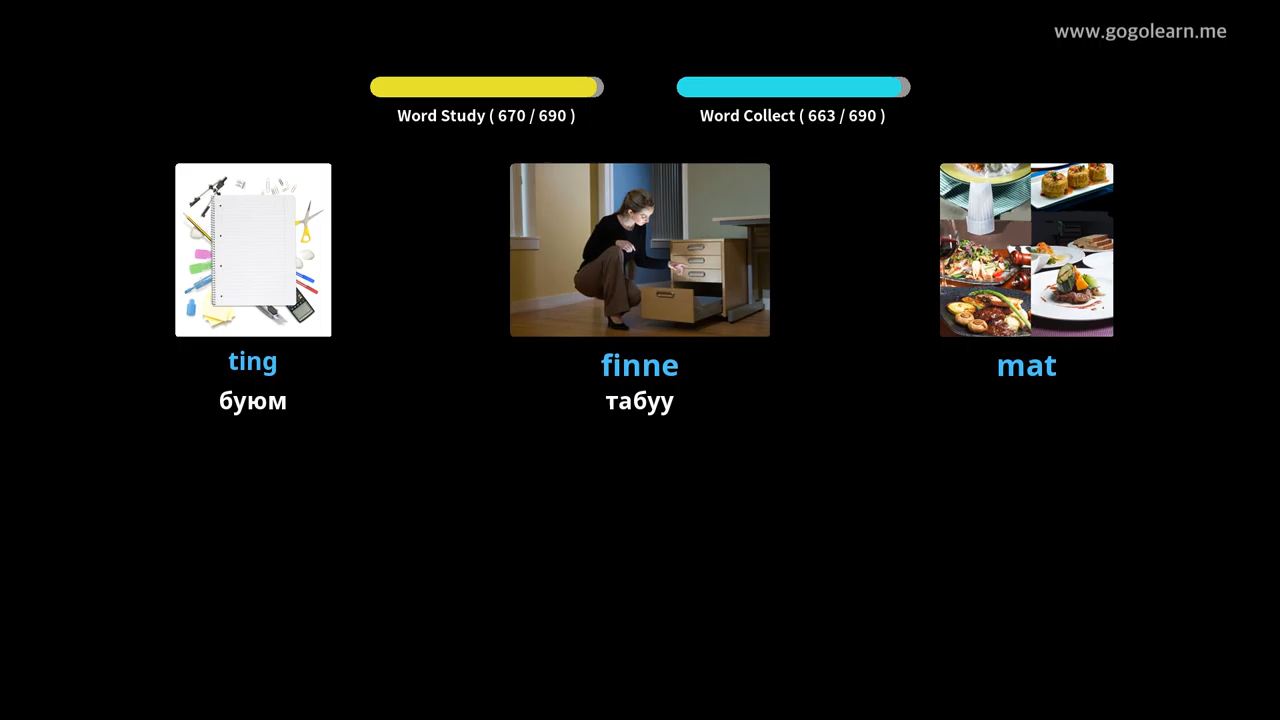 www.gogolearn.me
Word Study ( 670 / 690 )
Word Collect ( 663 / 690 )
ting
finne
mat
буюм
табуу